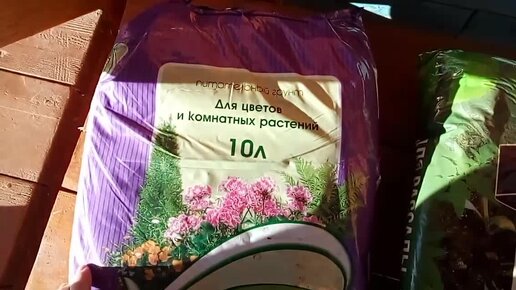 питательный грунт
Для цветов
и комнатных растений
10л